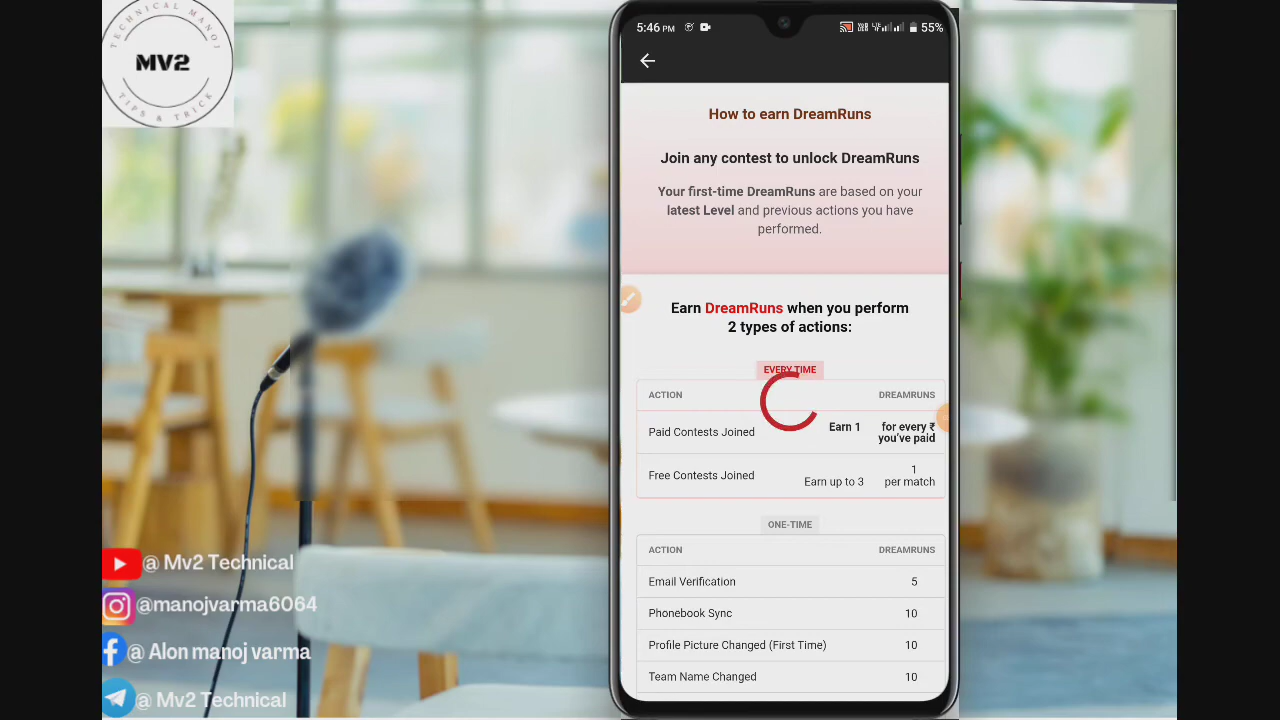 TECHNICAL MANOJ
MV2
TIPS & TRICK
5:46 PM
55%
How to earn DreamRuns
Join any contest to unlock DreamRuns
Your first-time DreamRuns are based on your
latest Level and previous actions you have
performed.
Earn DreamRuns when you perform
2 types of actions:
EVERY TIME
ACTION DREAMRUNS
Paid Contests Joined Earn 1 for every ₹
you've paid
Free Contests Joined Earn up to 3 1
per match
ONE-TIME
ACTION DREAMRUNS
Email Verification 5
Phonebook Sync 10
Profile Picture Changed (First Time) 10
Team Name Changed 10
@ Mv2 Technical
@manojvarma6064
@ Alon manoj varma
@ Mv2 Technical